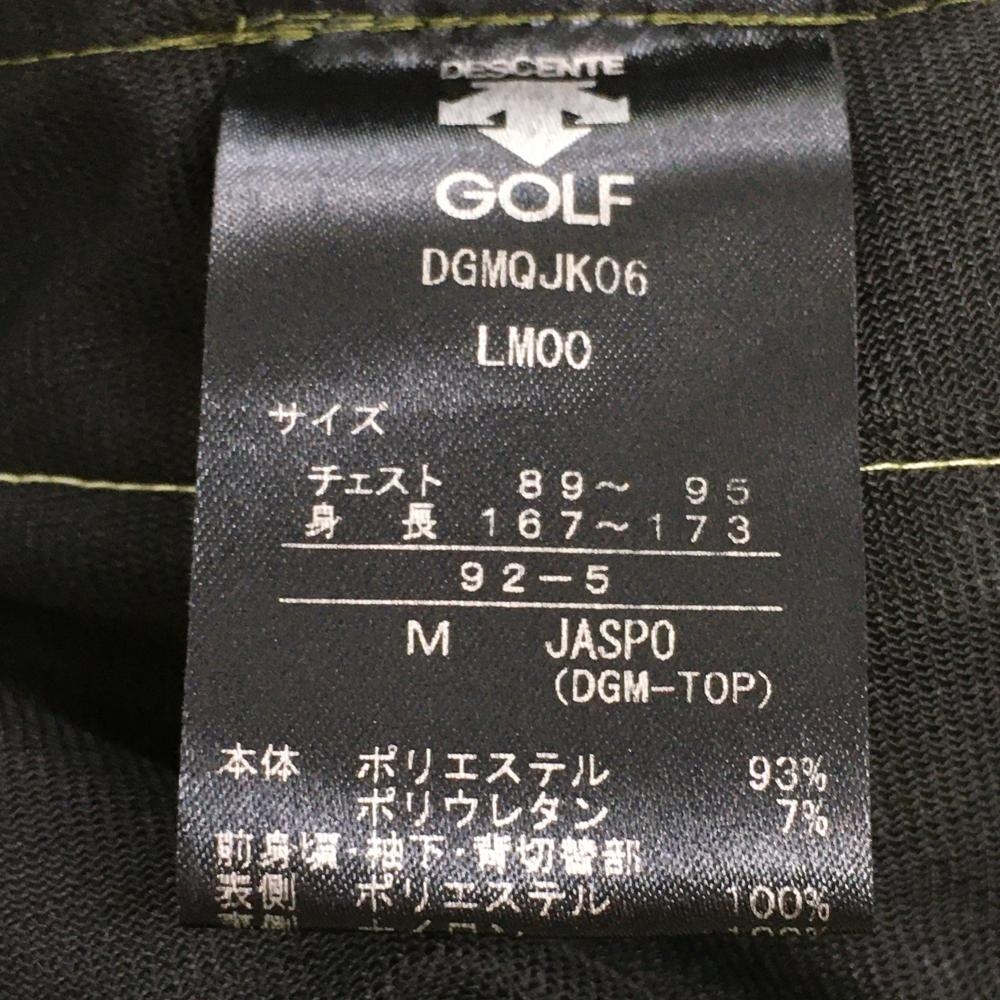 DESCENTE
GOLF
DGMQJK06
LM00
サイズ
チェスト 89～ 95
身長 167～173
92-5
M JASPO
(DGM-TOP)
本体 ポリエステル 93%
ポリウレタン 7%
前身頃・袖下・背切替部
表側 ポリエステル 100%